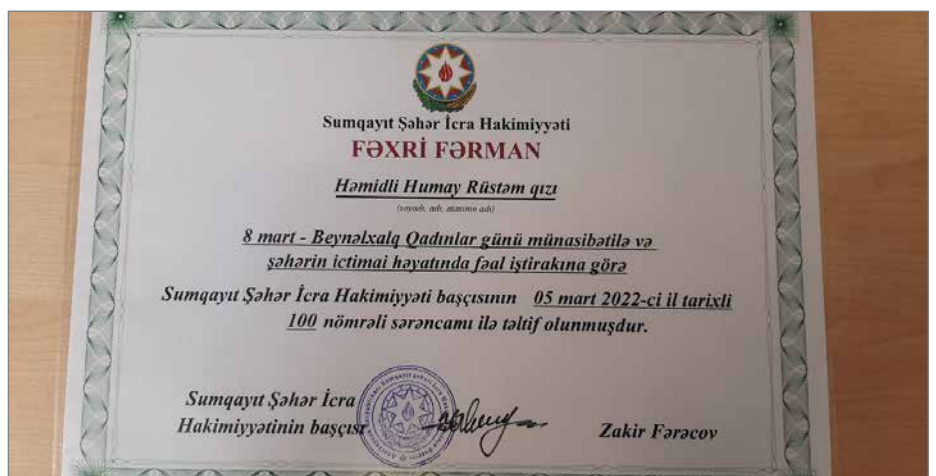 Sumqayıt Şəhər İcra Hakimiyyəti
FƏXRİ FƏRMAN
Həmidli Humay Rüstəm qızı
(soyadı, adı, atasının adı)
8 mart - Beynəlxalq Qadınlar günü münasibətilə və
şəhərin ictimai həyatında fəal iştirakına görə
Sumqayıt Şəhər İcra Hakimiyyəti başçısının 05 mart 2022-ci il tarixli
100 nömrəli sərəncamı ilə təltif olunmuşdur.
Sumqayıt Şəhər İcra
Hakimiyyətinin başçısı
Zakir Fərəcov